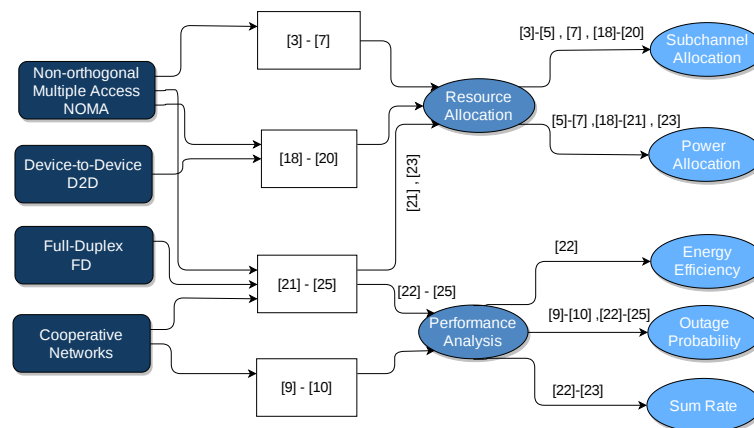 [3] - [7]
[3]-[5] , [7] , [18]-[20]
Subchannel
Allocation
Non-orthogonal
Multiple Access
NOMA
Resource
Allocation
[5]-[7] ,[18]-[21] , [23]
Power
Allocation
Device-to-Device
D2D
[18] - [20]
[21] , [23]
Full-Duplex
FD
[21] - [25]
[22] - [25]
[22]
Energy
Efficiency
Cooperative
Networks
Performance
Analysis
[9]-[10] ,[22]-[25]
Outage
Probability
[9] - [10]
[22]-[23]
Sum Rate